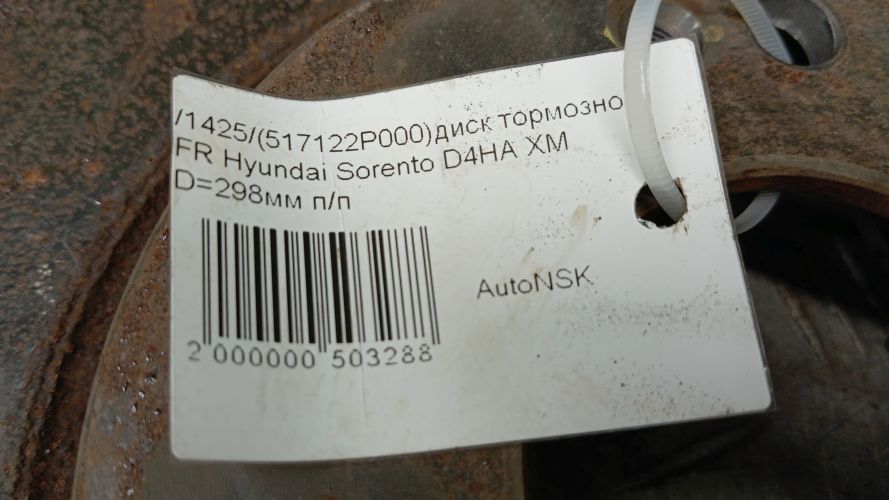 /1425/(517122P000)диск тормозно
FR Hyundai Sorento D4HA XM
D=298мм п/п
AutoNSK
2 000000 503288